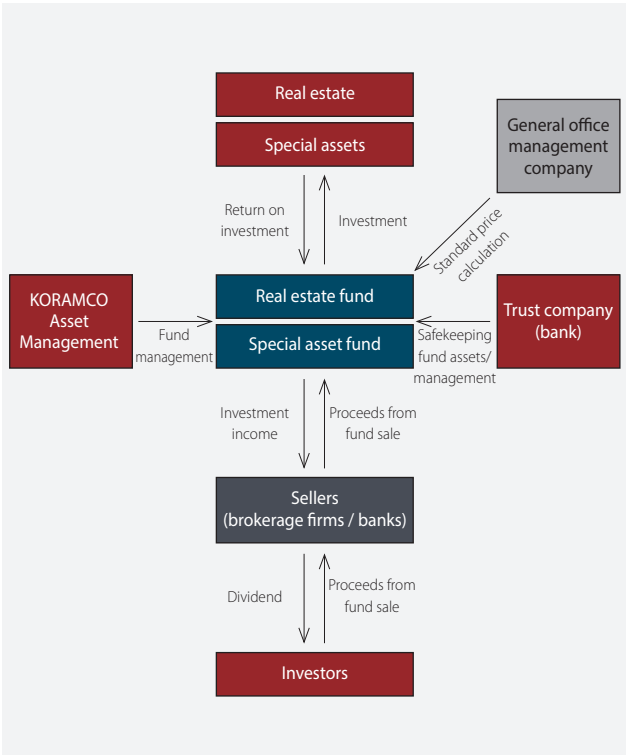 Real estate
Special assets
General office
management
company
Return on
investment
Investment
Standard price
calculation
KORAMCO
Asset
Management
Fund
management
Real estate fund
Special asset fund
Safekeeping
fund assets/
management
Trust company
(bank)
Investment
income
Proceeds from
fund sale
Sellers
(brokerage firms / banks)
Dividend
Proceeds from
fund sale
Investors